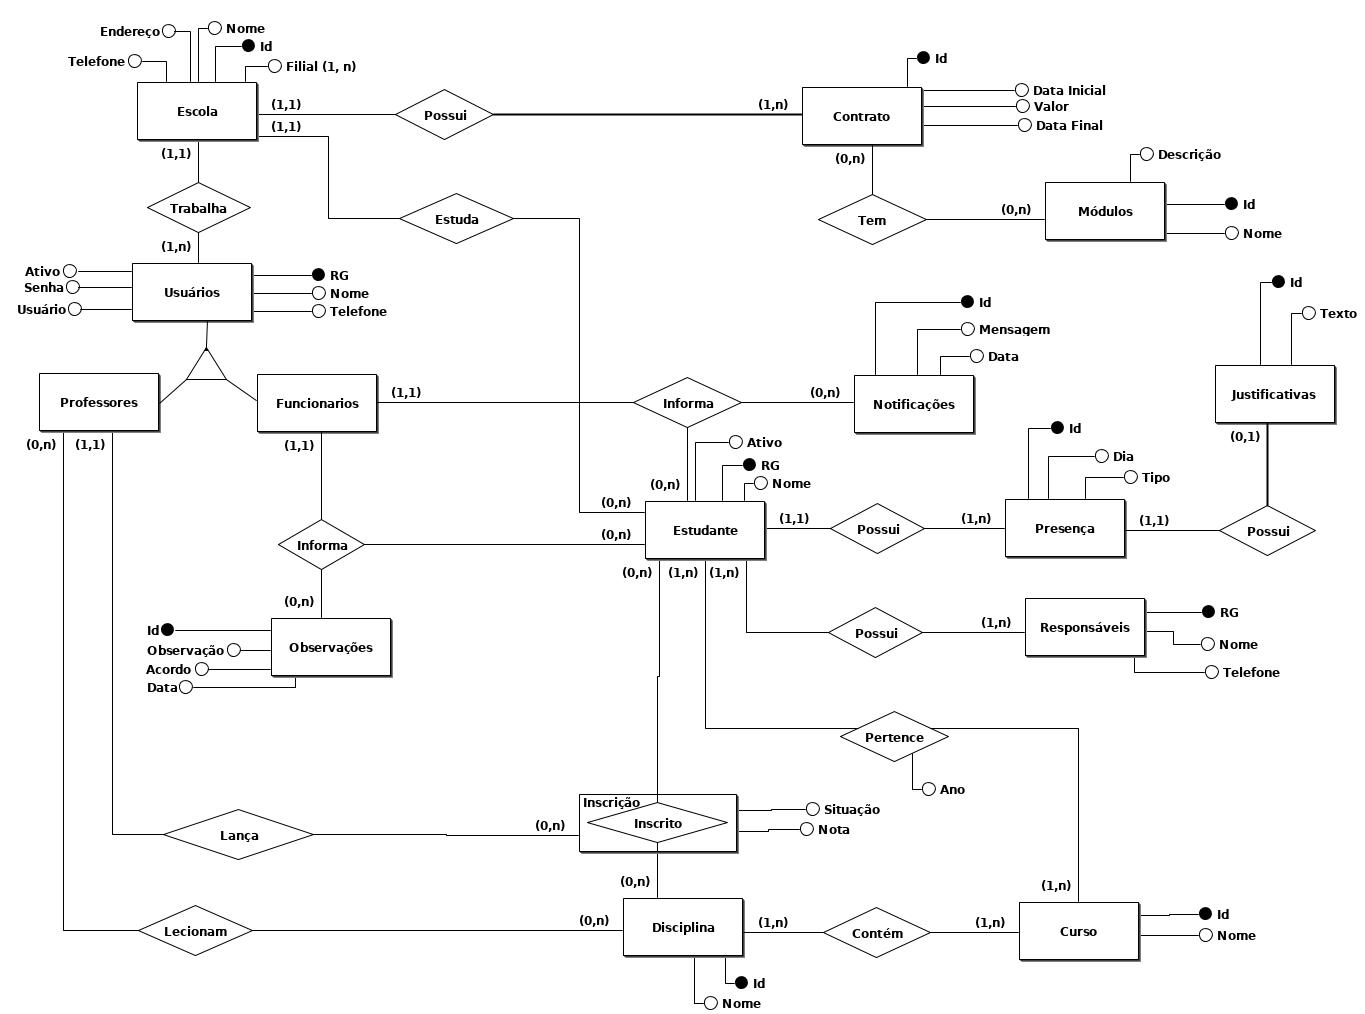 Endereço
Nome
Id
Telefone
Filial (1, n)
Escola
(1,1)
(1,1)
(1,1)
Possui
(1,n)
Id
Contrato
Data Inicial
Valor
Data Final
(0,n)
Descrição
Trabalha
Estuda
Tem
(0,n)
Módulos
Id
Nome
(1,n)
Ativo
Senha
Usuário
Usuários
RG
Nome
Telefone
Id
Mensagem
Data
Id
Texto
Professores
Funcionarios
(1,1)
Informa
(0,n)
Notificações
Justificativas
(0,n)
(1,1)
(1,1)
Ativo
RG
Nome
(0,n)
Id
Dia
Tipo
(0,1)
(0,n)
(0,n)
Estudante
(1,1)
Possui
(1,n)
Presença
(1,1)
Possui
Informa
(0,n)
(1,n)
(1,n)
(0,n)
Id
Observação
Acordo
Data
Observações
Possui
(1,n)
Responsáveis
RG
Nome
Telefone
Pertence
Ano
Inscrição
Inscrito
Situação
Nota
Lança
(0,n)
(0,n)
(1,n)
Lecionam
(0,n)
Disciplina
(1,n)
Contém
(1,n)
Curso
Id
Nome
Id
Nome